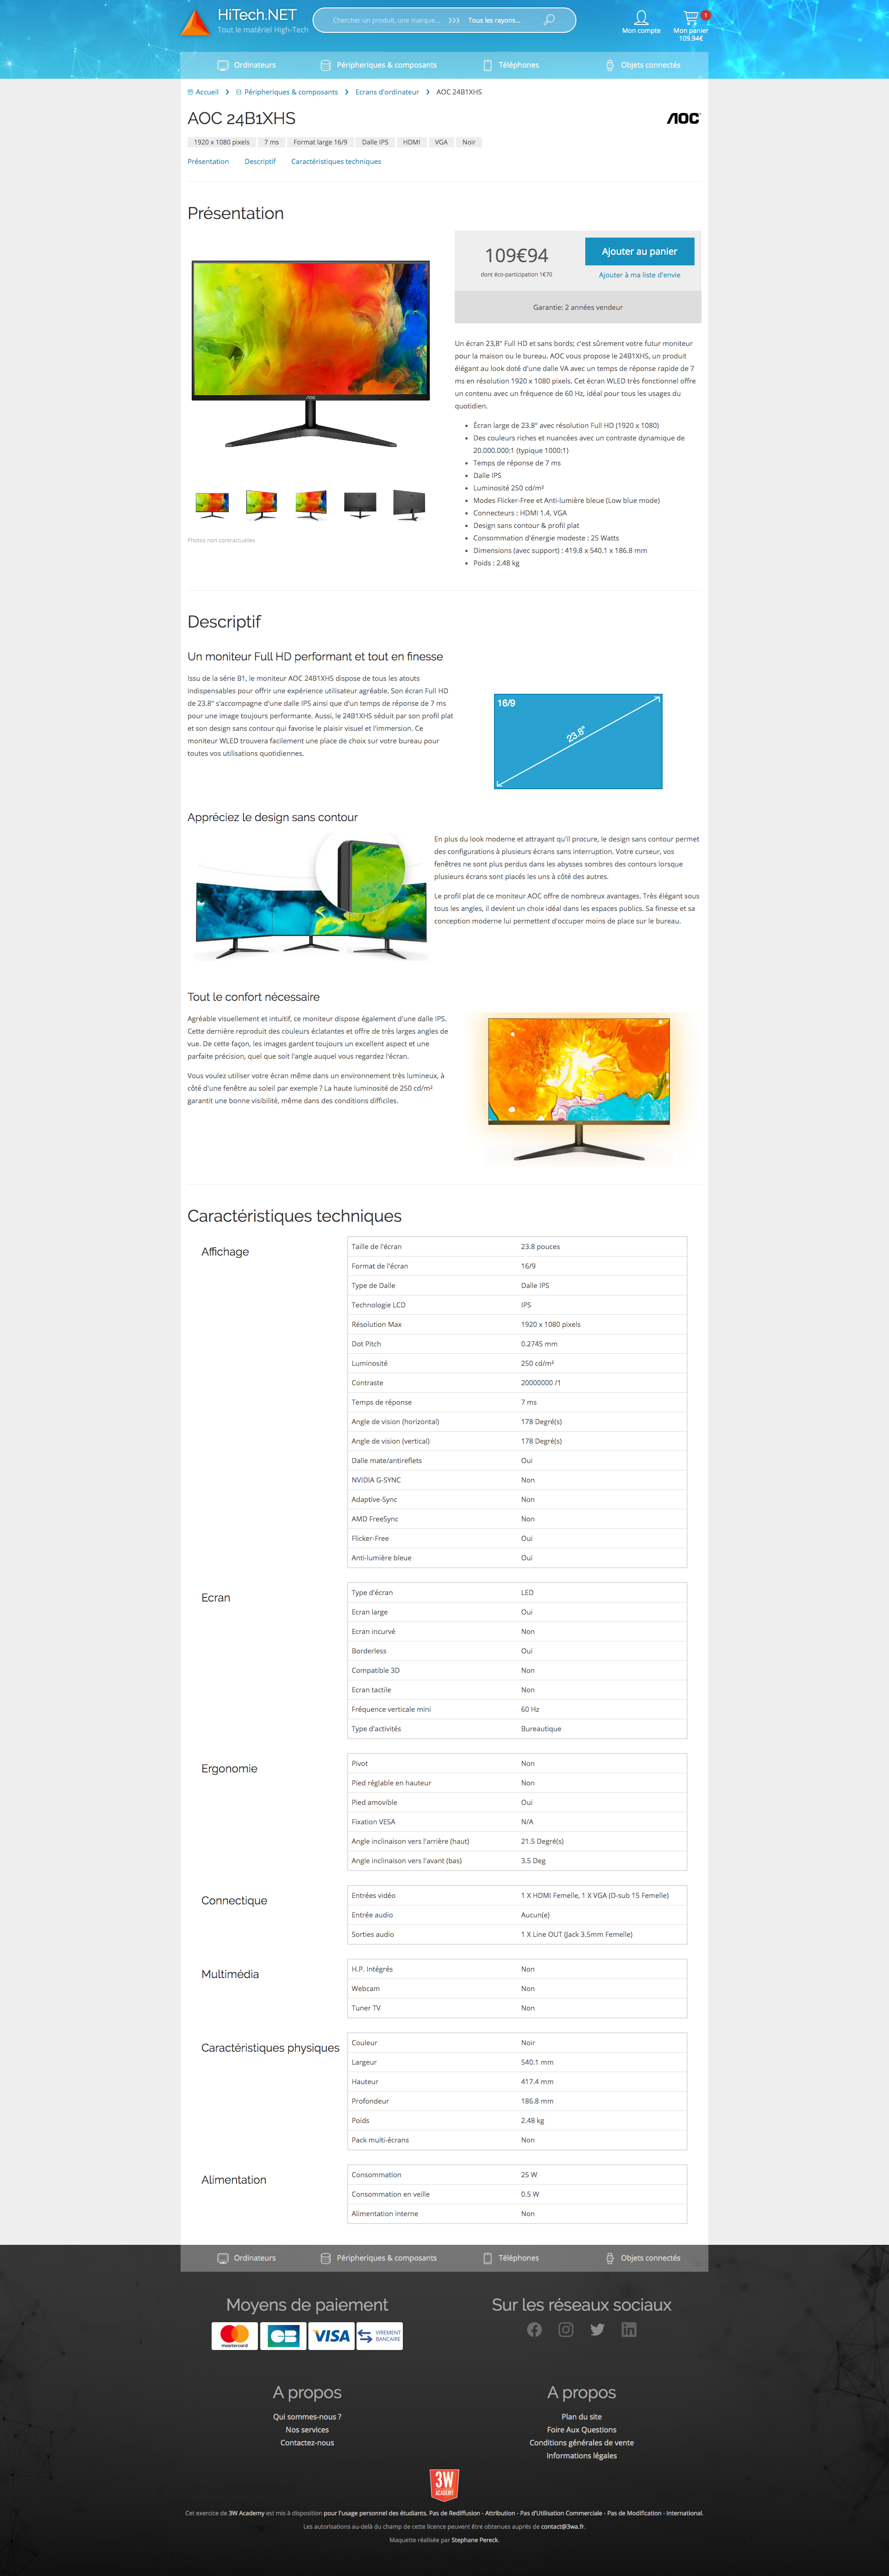 HiTech.NET
Tout le matériel High-Tech
Chercher un produit, une marque...
Tous les rayons...
Mon compte
1
Mon panier
109.94€
Ordinateurs
Péripheriques & composants
Téléphones
Objets connectés
Accueil
Péripheriques & composants
Ecrans d'ordinateur
AOC 24B1XHS
AOC 24B1XHS
AOC
1920 x 1080 pixels
7 ms
Format large 16/9
Dalle IPS
HDMI
VGA
Noir
Présentation
Descriptif
Caractéristiques techniques
Présentation
109€94
dont éco-participation 1€70
Ajouter au panier
Ajouter à ma liste d'envie
Garantie: 2 années vendeur
AOC
Photos non contractuelles
Un écran 23,8" Full HD et sans bords; c'est sûrement votre futur moniteur
pour la maison ou le bureau. AOC vous propose le 24B1XHS, un produit
élégant au look doté d'une dalle VA avec un temps de réponse rapide de 7
ms en résolution 1920 x 1080 pixels. Cet écran WLED très fonctionnel offre
un contenu avec un fréquence de 60 Hz, idéal pour tous les usages du
quotidien.
Écran large de 23.8" avec résolution Full HD (1920 x 1080)
Des couleurs riches et nuancées avec un contraste dynamique de
20.000.000:1 (typique 1000:1)
Temps de réponse de 7 ms
Dalle IPS
Luminosité 250 cd/m²
Modes Flicker-Free et Anti-lumière bleue (Low blue mode)
Connecteurs : HDMI 1.4, VGA
Design sans contour & profil plat
Consommation d'énergie modeste : 25 Watts
Dimensions (avec support) : 419.8 x 540.1 x 186.8 mm
Poids : 2.48 kg
Descriptif
Un moniteur Full HD performant et tout en finesse
Issu de la série B1, le moniteur AOC 24B1XHS dispose de tous les atouts
indispensables pour offrir une expérience utilisateur agréable. Son écran Full HD
de 23.8" s'accompagne d'une dalle IPS ainsi que d'un temps de réponse de 7 ms
pour une image toujours performante. Aussi, le 24B1XHS séduit par son profil plat
et son design sans contour qui favorise le plaisir visuel et l'immersion. Ce
moniteur WLED trouvera facilement une place de choix sur votre bureau pour
toutes vos utilisations quotidiennes.
16/9
23.8"
Appréciez le design sans contour
En plus du look moderne et attrayant qu'il procure, le design sans contour permet
des configurations à plusieurs écrans sans interruption. Votre curseur, vos
fenêtres ne sont plus perdus dans les abysses sombres des contours lorsque
plusieurs écrans sont placés les uns à côté des autres.
Le profil plat de ce moniteur AOC offre de nombreux avantages. Très élégant sous
tous les angles, il devient un choix idéal dans les espaces publics. Sa finesse et sa
conception moderne lui permettent d'occuper moins de place sur le bureau.
Tout le confort nécessaire
Agréable visuellement et intuitif, ce moniteur dispose également d'une dalle IPS.
Cette dernière reproduit des couleurs éclatantes et offre de très larges angles de
vue. De cette façon, les images gardent toujours un excellent aspect et une
parfaite précision, quel que soit l'angle auquel vous regardez l'écran.
Vous voulez utiliser votre écran même dans un environnement très lumineux, à
côté d'une fenêtre au soleil par exemple ? La haute luminosité de 250 cd/m²
garantit une bonne visibilité, même dans des conditions difficiles.
Caractéristiques techniques
Affichage
Taille de l'écran 23.8 pouces
Format de l'écran 16/9
Type de Dalle Dalle IPS
Technologie LCD IPS
Résolution Max 1920 x 1080 pixels
Dot Pitch 0.2745 mm
Luminosité 250 cd/m²
Contraste 20000000 /1
Temps de réponse 7 ms
Angle de vision (horizontal) 178 Degré(s)
Angle de vision (vertical) 178 Degré(s)
Dalle mate/antireflets Oui
NVIDIA G-SYNC Non
Adaptive-Sync Non
AMD FreeSync Non
Flicker-Free Oui
Anti-lumière bleue Oui
Ecran
Type d'écran LED
Ecran large Oui
Ecran incurvé Non
Borderless Oui
Compatible 3D Non
Ecran tactile Non
Fréquence verticale mini 60 Hz
Type d'activités Bureautique
Ergonomie
Pivot Non
Pied réglable en hauteur Non
Pied amovible Oui
Fixation VESA N/A
Angle inclinaison vers l'arrière (haut) 21.5 Degré(s)
Angle inclinaison vers l'avant (bas) 3.5 Deg
Connectique
Entrées vidéo 1 X HDMI Femelle, 1 X VGA (D-sub 15 Femelle)
Entrée audio Aucun(e)
Sorties audio 1 X Line OUT (Jack 3.5mm Femelle)
Multimédia
H.P. Intégrés Non
Webcam Non
Tuner TV Non
Caractéristiques physiques
Couleur Noir
Largeur 540.1 mm
Hauteur 417.4 mm
Profondeur 186.8 mm
Poids 2.48 kg
Pack multi-écrans Non
Alimentation
Consommation 25 W
Consommation en veille 0.5 W
Alimentation interne Non
Ordinateurs
Péripheriques & composants
Téléphones
Objets connectés
Moyens de paiement
mastercard
CB
VISA
VIREMENT
BANCAIRE
Sur les réseaux sociaux
A propos
Qui sommes-nous ?
Nos services
Contactez-nous
A propos
Plan du site
Foire Aux Questions
Conditions générales de vente
Informations légales
3W
ACADEMY
Cet exercice de 3W Academy est mis à disposition pour l'usage personnel des étudiants. Pas de Rediffusion - Attribution - Pas d'Utilisation Commerciale - Pas de Modification - International.
Les autorisations au-delà du champ de cette licence peuvent être obtenues auprès de contact@3wa.fr.
Maquette réalisée par Stephane Pereck.